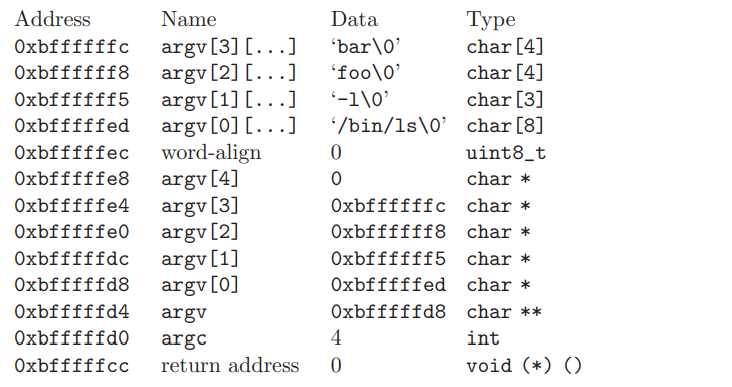 Address Name Data Type
0xbffffffc argv[3][...] ‘bar\0’ char[4]
0xbffffff8 argv[2][...] ‘foo\0’ char[4]
0xbffffff5 argv[1][...] ‘-l\0’ char[3]
0xbfffffed argv[0][...] ‘/bin/ls\0’ char[8]
0xbfffffec word-align 0 uint8_t
0xbfffffe8 argv[4] 0 char *
0xbfffffe4 argv[3] 0xbffffffc char *
0xbfffffe0 argv[2] 0xbffffff8 char *
0xbfffffdc argv[1] 0xbffffff5 char *
0xbfffffd8 argv[0] 0xbfffffed char *
0xbfffffd4 argv 0xbfffffd8 char **
0xbfffffd0 argc 4 int
0xbfffffcc return address 0 void (*) ()